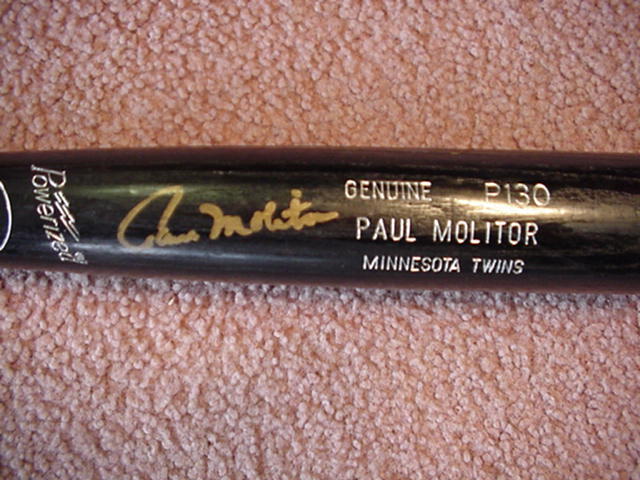 Powerized
Paul Molitor
GENUINE P130
PAUL MOLITOR
MINNESOTA TWINS